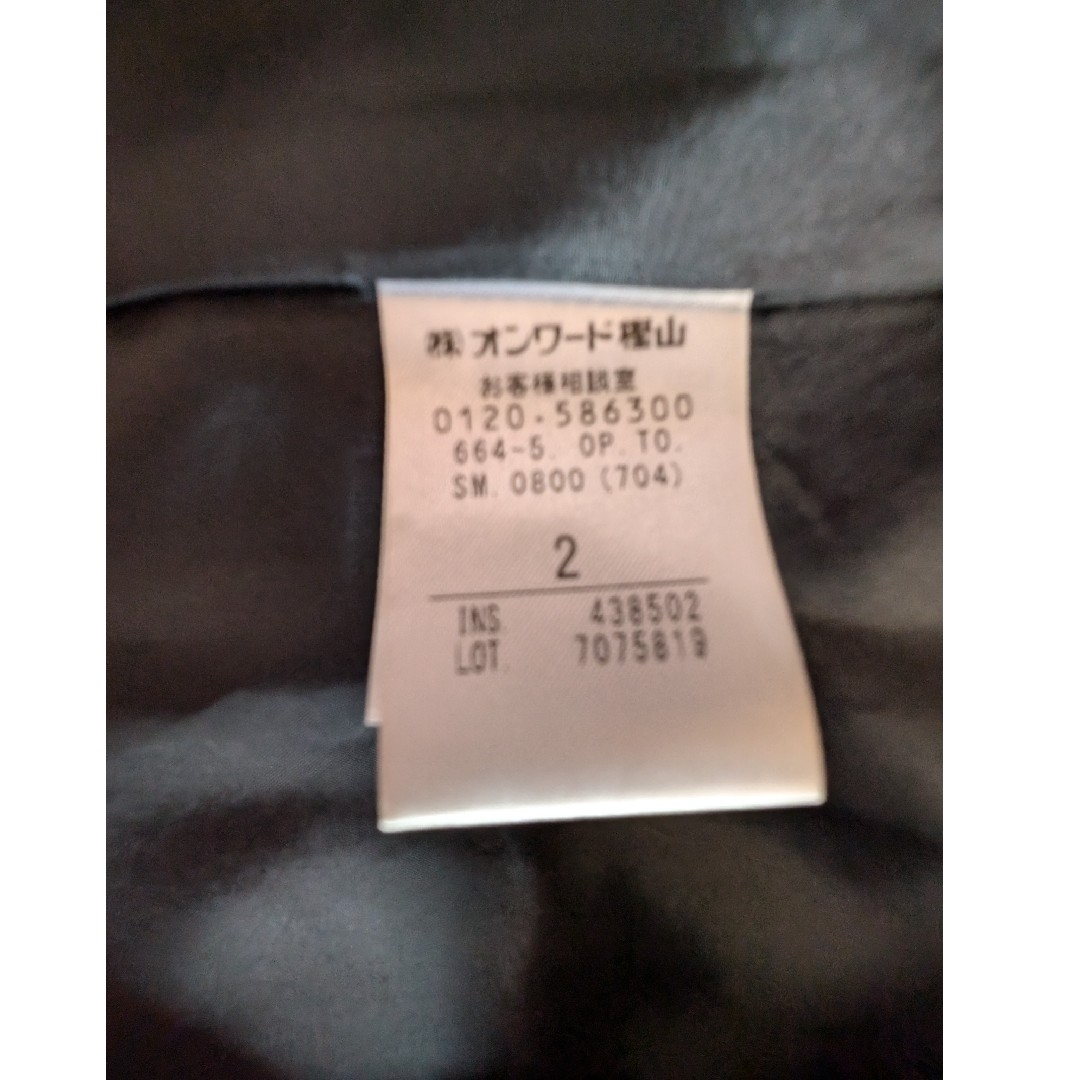 ㈱オンワード樫山
お客様相談室
0120-586300
664-5. OP.TO.
SM.0800(704)
2
INS. 438502
LOT. 7075819